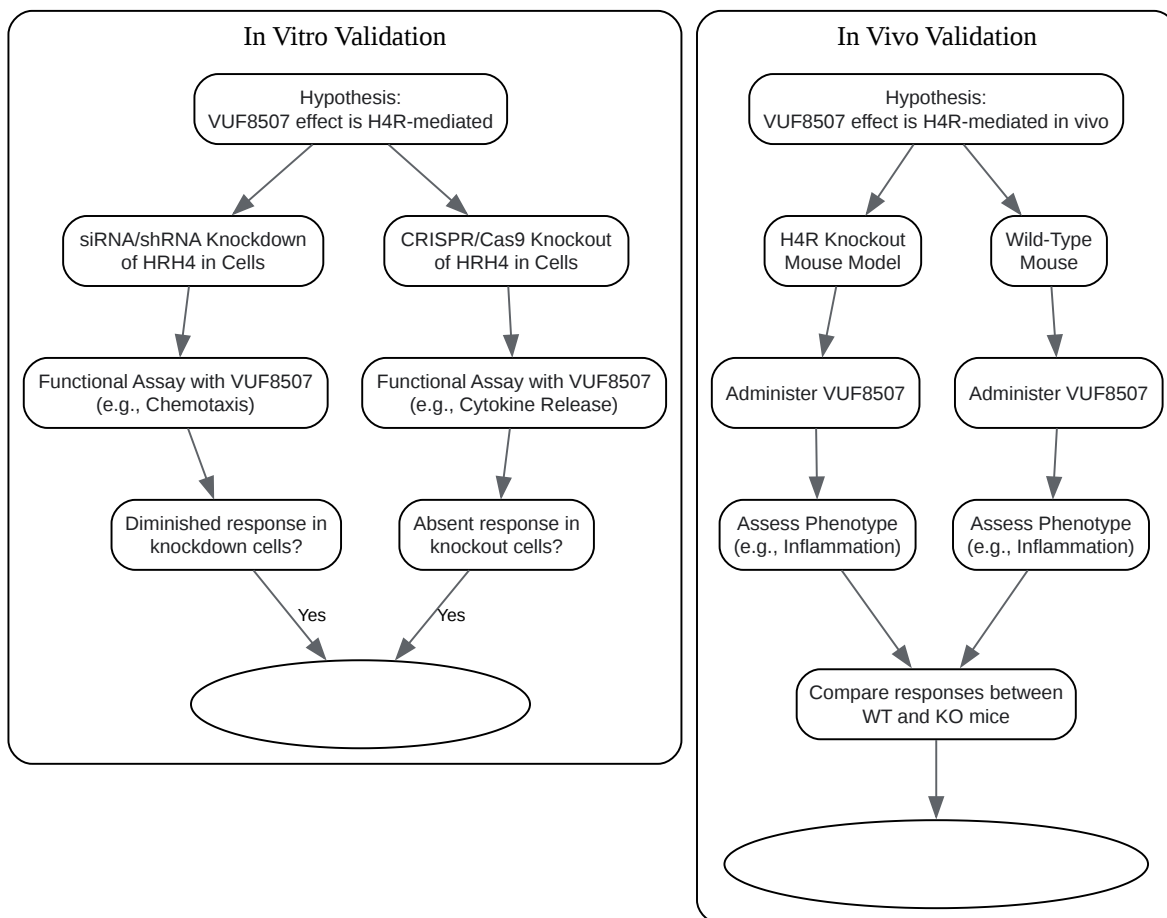 In Vitro Validation
Hypothesis:
VUF8507 effect is H4R-mediated
siRNA/shRNA Knockdown
of HRH4 in Cells
CRISPR/Cas9 Knockout
of HRH4 in Cells
Functional Assay with VUF8507
(e.g., Chemotaxis)
Functional Assay with VUF8507
(e.g., Cytokine Release)
Diminished response in
knockdown cells?
Absent response in
knockout cells?
Yes
Yes
In Vivo Validation
Hypothesis:
VUF8507 effect is H4R-mediated in vivo
H4R Knockout
Mouse Model
Wild-Type
Mouse
Administer VUF8507
Administer VUF8507
Assess Phenotype
(e.g., Inflammation)
Assess Phenotype
(e.g., Inflammation)
Compare responses between
WT and KO mice